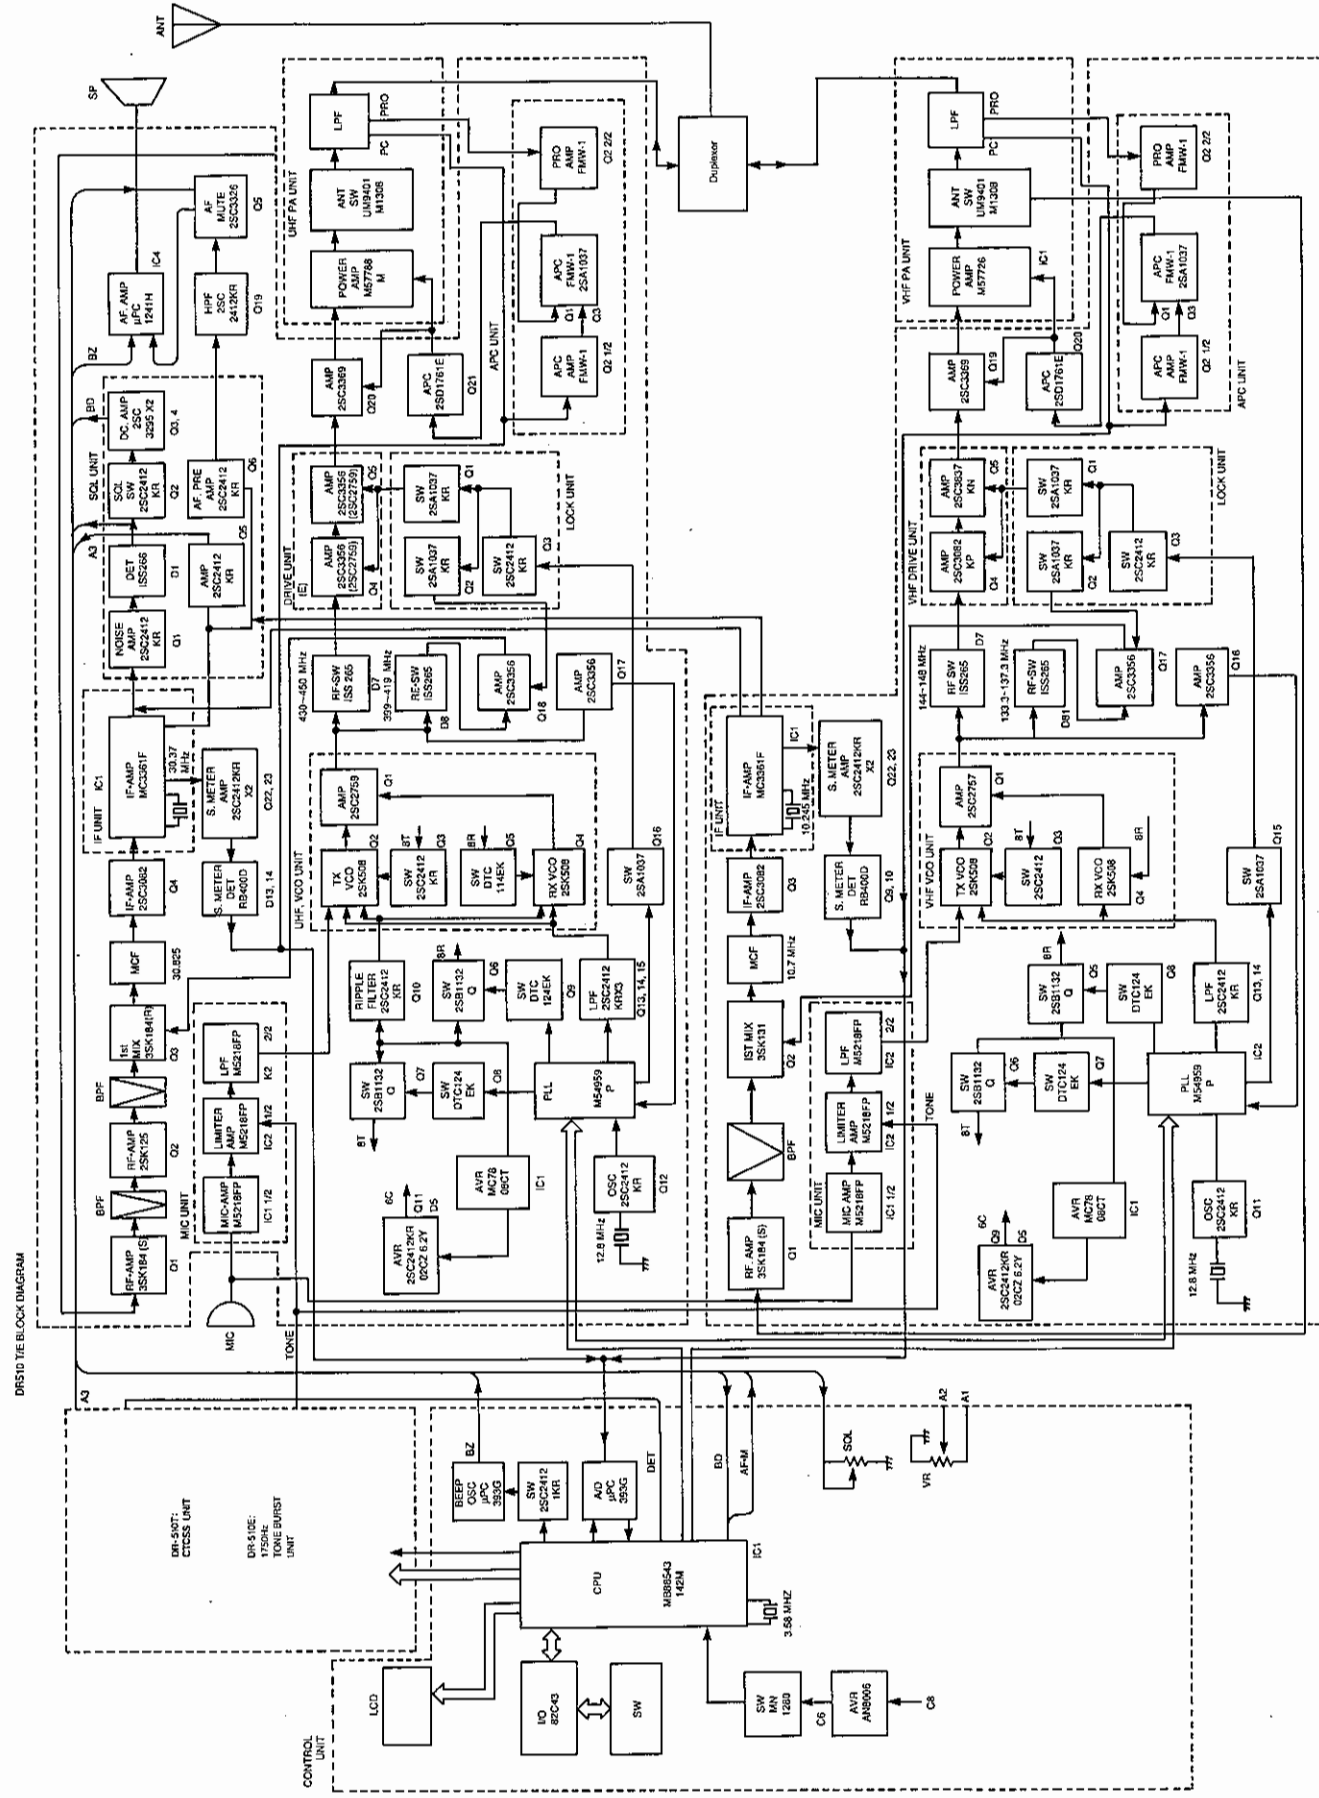 DR510 T/E BLOCK DIAGRAM
ANT
SP
AF. AMP
µPC
1241H
IC4
BZ
AF
MUTE
2SC3326
Q5
HPF
2SC
2412KR
Q19
SQL UNIT
BD
DC. AMP
2SC
3295 X2
Q3, 4
SQL
SW
2SC2412
KR
Q2
AF. PRE
AMP
2SC2412
KR
Q6
A3
DET
ISS266
D1
AMP
2SC2412
KR
Q5
NOISE
AMP
2SC2412
KR
Q1
IF UNIT
IC1
IF-AMP
MC3361F
30.37
MHz
S. METER
AMP
2SC2412KR
X2
Q22, 23
IF-AMP
2SC3082
Q4
S. METER
DET
RB400D
D13, 14
MCF
30.825
1st
MIX
3SK184(R)
Q3
BPF
RF-AMP
2SK125
Q2
BPF
RF-AMP
3SK184 (S)
Q1
MIC UNIT
LPF
M5218FP
K2
2/2
LIMITER
AMP
M5218FP
IC2
1/2
MIC-AMP
M5218FP
IC1 1/2
MIC
TONE
UHF PA UNIT
LPF
PC
PRO
ANT
SW
UM9401
M1308
POWER
AMP
M57788
M
APC UNIT
PRO
AMP
FMW-1
Q2 2/2
APC
FMW-1
2SA1037
Q1
Q3
APC
AMP
FMW-1
Q2 1/2
AMP
2SC3369
Q20
APC
2SD1761E
Q21
DRIVE UNIT
(E)
AMP
2SC3356
(2SC2759)
Q5
AMP
2SC3356
(2SC2759)
Q4
SW
2SA1037
KR
Q1
SW
2SA1037
KR
Q2
SW
2SC2412
KR
Q3
LOCK UNIT
430~450 MHz
RF-SW
ISS 265
D7
399~419 MHz
RE-SW
ISS265
D8
AMP
2SC3356
Q18
AMP
2SC3356
Q17
UHF, VCO UNIT
AMP
2SC2759
Q1
TX
VCO
2SK508
Q2
8T
SW
2SC2412
KR
Q3
8R
SW
DTC
114EK
Q5
RX VCO
2SK508
Q4
SW
2SA1037
Q16
RIPPLE
FILTER
2SC2412
KR
Q10
8R
SW
2SB1132
Q
Q6
SW
DTC
124EK
Q9
LPF
2SC2412
KRX3
Q13, 14, 15
SW
2SB1132
Q
Q7
8T
SW
DTC124
EK
Q8
PLL
M54959
P
AVR
MC78
08CT
IC1
OSC
2SC2412
KR
Q12
6C
Q11
D5
AVR
2SC2412KR
02CZ 6.2Y
12.8 MHz
Duplexor
VHF PA UNIT
LPF
PC
PRO
ANT
SW
UM9401
M1308
POWER
AMP
M57726
IC1
PRO
AMP
FMW-1
Q2 2/2
APC
FMW-1
2SA1037
Q1
Q3
APC
AMP
FMW-1
Q2 1/2
APC UNIT
AMP
2SC3369
Q19
APC
2SD1761E
Q20
VHF DRIVE UNIT
AMP
2SC3837
KN
Q5
AMP
2SC3082
KP
Q4
SW
2SA1037
KR
Q1
SW
2SA1037
KR
Q2
SW
2SC2412
KR
Q3
LOCK UNIT
144~148 MHz
RF SW
ISS265
D7
133.3~137.3 MHz
RF-SW
ISS265
D81
AMP
2SC3356
Q17
AMP
2SC3356
Q16
IF UNIT
IF-AMP
MC3361F
IC1
10.245 MHz
S. METER
AMP
2SC2412KR
X2
Q22, 23
IF-AMP
2SC3082
Q3
S. METER
DET
RB400D
Q9, 10
MCF
10.7 MHz
IST MIX
3SK131
Q2
BPF
RF. AMP
3SK184 (S)
Q1
MIC UNIT
LPF
M5218FP
IC2
2/2
LIMITER
AMP
M5218FP
IC2
1/2
MIC AMP
M5218FP
IC1 1/2
TONE
VHF VCO UNIT
AMP
2SC2757
Q1
TX VCO
2SK508
Q2
8T
SW
2SC2412
Q3
8R
RX VCO
2SK508
Q4
SW
2SA1037
Q15
8R
SW
2SB1132
Q
Q5
SW
DTC124
EK
Q8
LPF
2SC2412
KR
Q13, 14
SW
2SB1132
Q
Q6
8T
SW
DTC124
EK
Q7
PLL
M54959
P
IC2
AVR
MC78
08CT
IC1
OSC
2SC2412
KR
Q11
6C
Q9
D5
AVR
2SC2412KR
02CZ 6.2Y
12.8 MHz
A3
DR-510T:
CTCSS UNIT
DR-510E:
1750Hz
TONE BURST
UNIT
BZ
BEEP
OSC
µPC
393G
SW
2SC2412
1KR
A/D
µPC
393G
DET
BD
AF-M
SQL
VR
A2
A1
CPU
MB88543
142M
IC1
3.58 MHZ
LCD
I/O
82C43
SW
SW
MN
1280
C6
AVR
AN8006
C8
CONTROL
UNIT